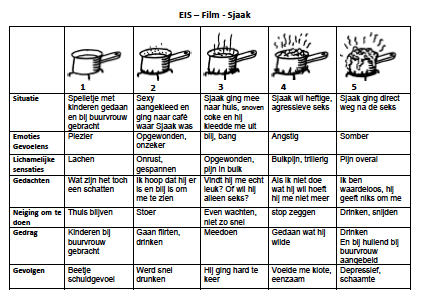 EIS – Film - Sjaak
1 2 3 4 5
Situatie
Spelletje met
kinderen gedaan
en bij buurvrouw
gebracht
Sexy
aangekleed en
ging naar café
waar Sjaak was
Sjaak ging mee
naar huis, snoven
coke en hij
kleedde me uit
Sjaak wil heftige,
agressieve seks
Sjaak ging direct
weg na de seks
Emoties
Gevoelens
Plezier
Opgewonden,
onzeker
blij, bang
Angstig
Somber
Lichamelijke
sensaties
Lachen
Onrust,
gespannen
Opgewonden,
pijn in buik
Buikpijn, trillerig
Pijn overal
Gedachten
Wat zijn het toch
een schatten
Ik hoop dat hij er
is en blij is om
me te zien
Vindt hij me echt
leuk? Of wil hij
alleen seks?
Als ik niet doe
wat hij wil hoeft
hij me niet meer
Ik ben
waardeloos, hij
geeft niks om me
Neiging om te
doen
Thuis blijven
Stoer
Even wachten,
niet zo snel
stop zeggen
Drinken, snijden
Gedrag
Kinderen bij
buurvrouw
gebracht
Gaan flirten,
drinken
Meedoen
Gedaan wat hij
wilde
Drinken
En bij huilend bij
buurvrouw
aangebeld
Gevolgen
Beetje
schuldgevoel
Werd snel
drunken
Hij ging hard te
keer
Voelde me klote,
eenzaam
Depressief,
schaamte